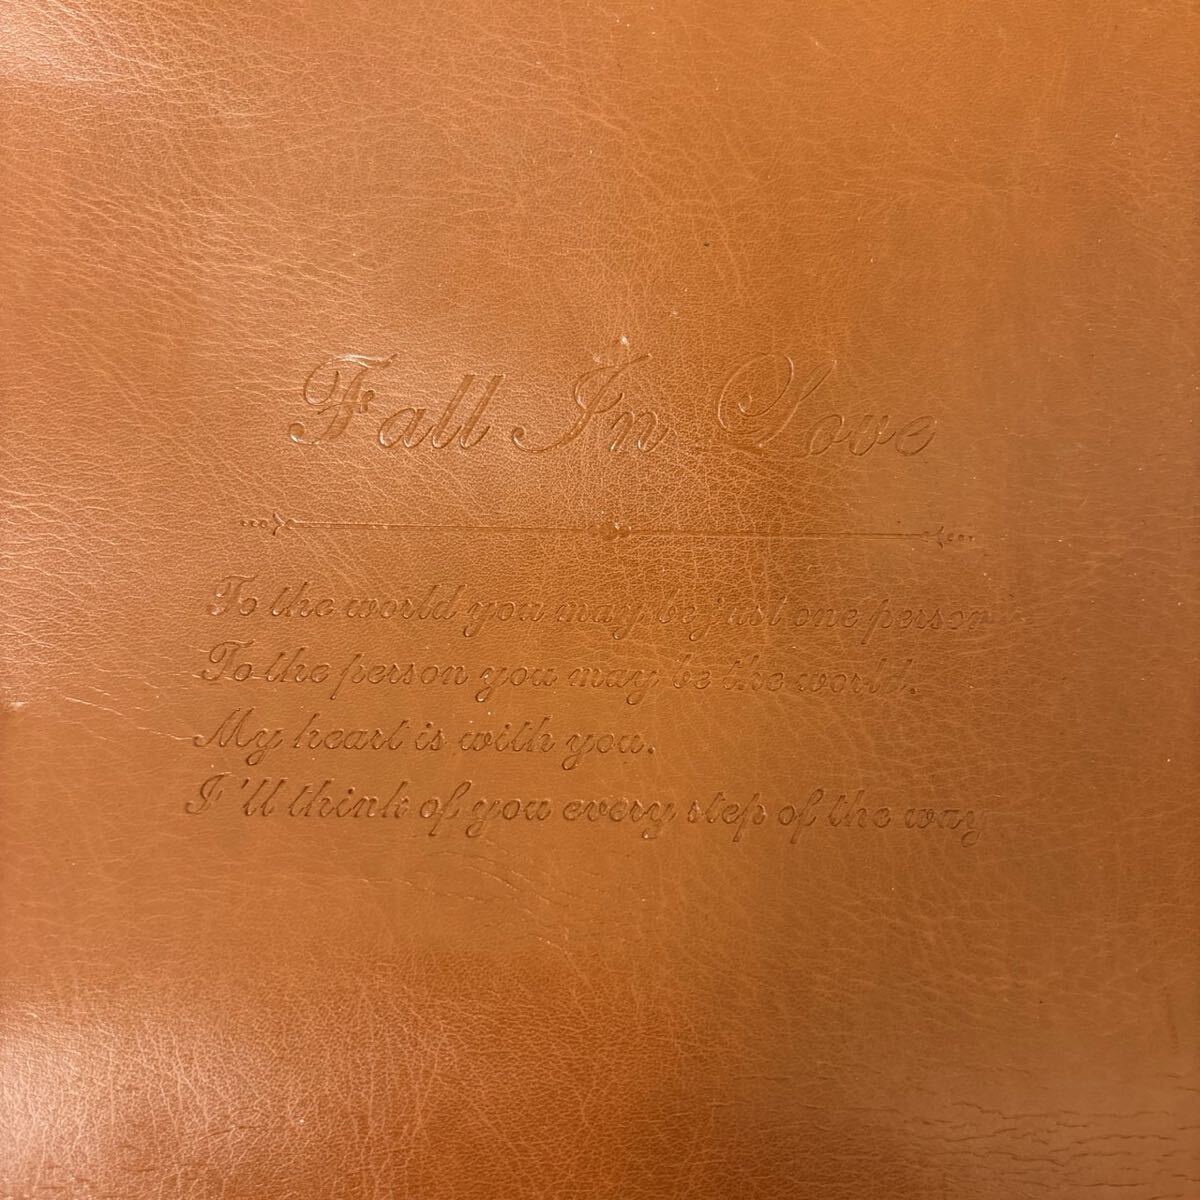 Fall In Love
To the world you may be just one person
To the person you may be the world.
My heart is with you.
I'll think of you every step of the way